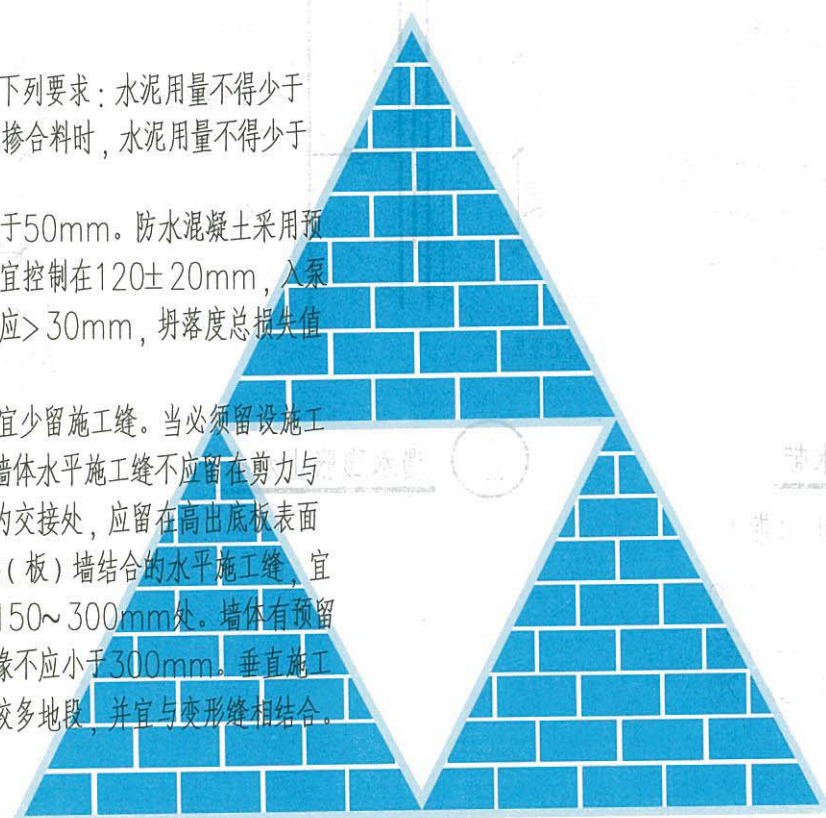 下列要求：水泥用量不得少于
掺合料时，水泥用量不得少于
于50mm。防水混凝土采用预
宜控制在120±20mm，入泵
应>30mm，坍落度总损失值
宜少留施工缝。当必须留设施工
墙体水平施工缝不应留在剪力与
的交接处，应留在高出底板表面
（板）墙结合的水平施工缝，宜
150~300mm处。墙体有预留
缘不应小于300mm。垂直施工
较多地段，并宜与变形缝相结合。